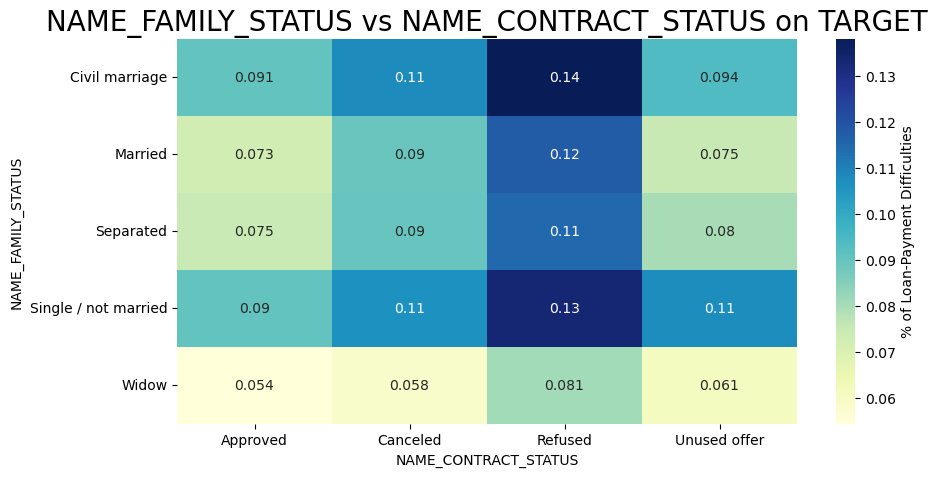 NAME_FAMILY_STATUS vs NAME_CONTRACT_STATUS on TARGET
NAME_FAMILY_STATUS
Civil marriage 0.091 0.11 0.14 0.094
Married 0.073 0.09 0.12 0.075
Separated 0.075 0.09 0.11 0.08
Single / not married 0.09 0.11 0.13 0.11
Widow 0.054 0.058 0.081 0.061
Approved Canceled Refused Unused offer
NAME_CONTRACT_STATUS
0.13
0.12
0.11
0.10
0.09
0.08
0.07
0.06
% of Loan-Payment Difficulties